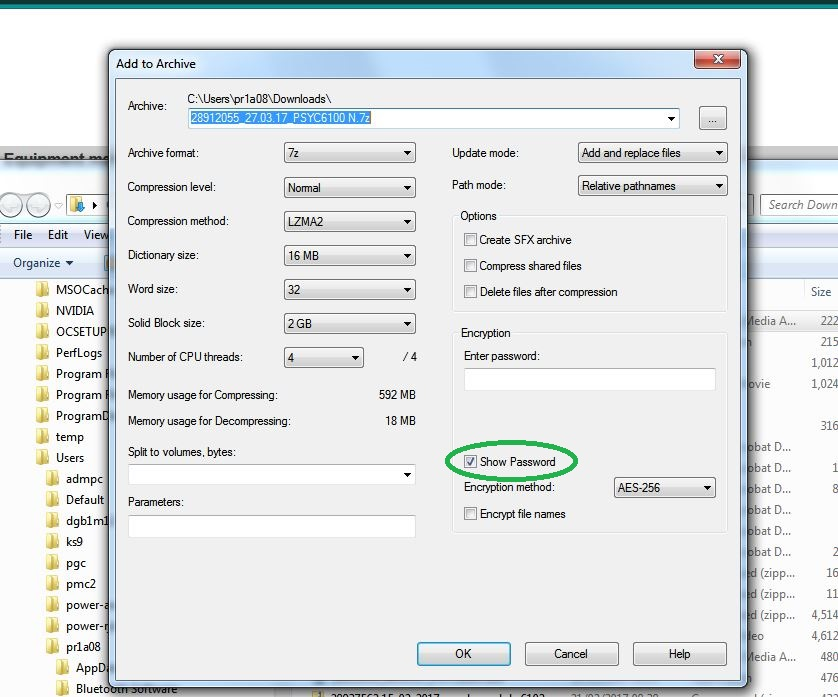 Add to Archive
Archive: C:\Users\pr1a08\Downloads\
28912055_27.03.17_PSYC6100 N.7z
...
Archive format: 7z
Update mode: Add and replace files
Compression level: Normal
Path mode: Relative pathnames
Compression method: LZMA2
Options
Create SFX archive
Compress shared files
Delete files after compression
Dictionary size: 16 MB
Word size: 32
Solid Block size: 2 GB
Number of CPU threads: 4 / 4
Encryption
Enter password:
Memory usage for Compressing: 592 MB
Memory usage for Decompressing: 18 MB
Split to volumes, bytes:
Show Password
Encryption method: AES-256
Parameters:
Encrypt file names
OK Cancel Help
File Edit View
Organize
Search Down
Size
MSOCach
NVIDIA
OCSETUP
PerfLogs
Program
Program
ProgramD
temp
Users
admpc
Default
dgb1m1
ks9
pgc
pmc2
power-a
power-r
pr1a08
AppDa
Bluetooth Software
Media A... 222
215
1,012
ovie 1,024
316
obat D...
obat D... 1
obat D... 8
obat D...
obat D...
obat D... 2
ed (zipp... 16
ed (zipp... 11
ed (zipp... 4,514
deo 4,612
Media A... 480
476